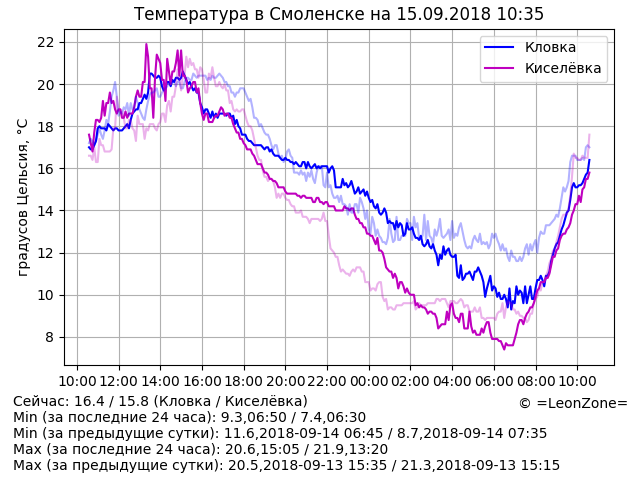 Температура в Смоленске на 15.09.2018 10:35
градусов Цельсия, °C
22
20
18
16
14
12
10
8
Кловка
Киселёвка
10:00 12:00 14:00 16:00 18:00 20:00 22:00 00:00 02:00 04:00 06:00 08:00 10:00
Сейчас: 16.4 / 15.8 (Кловка / Киселёвка)
© =LeonZone=
Min (за последние 24 часа): 9.3,06:50 / 7.4,06:30
Min (за предыдущие сутки): 11.6,2018-09-14 06:45 / 8.7,2018-09-14 07:35
Max (за последние 24 часа): 20.6,15:05 / 21.9,13:20
Max (за предыдущие сутки): 20.5,2018-09-13 15:35 / 21.3,2018-09-13 15:15